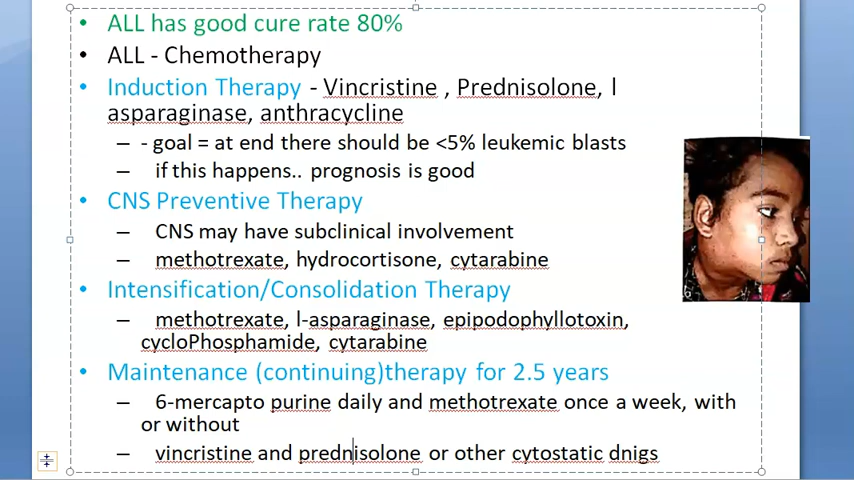 • ALL has good cure rate 80%
• ALL - Chemotherapy
• Induction Therapy - Vincristine , Prednisolone, l
asparaginase, anthracycline
– - goal = at end there should be <5% leukemic blasts
– if this happens.. prognosis is good
• CNS Preventive Therapy
– CNS may have subclinical involvement
– methotrexate, hydrocortisone, cytarabine
• Intensification/Consolidation Therapy
– methotrexate, l-asparaginase, epipodophyllotoxin,
cycloPhosphamide, cytarabine
• Maintenance (continuing)therapy for 2.5 years
– 6-mercapto purine daily and methotrexate once a week, with
or without
– vincristine and prednisolone or other cytostatic dnigs